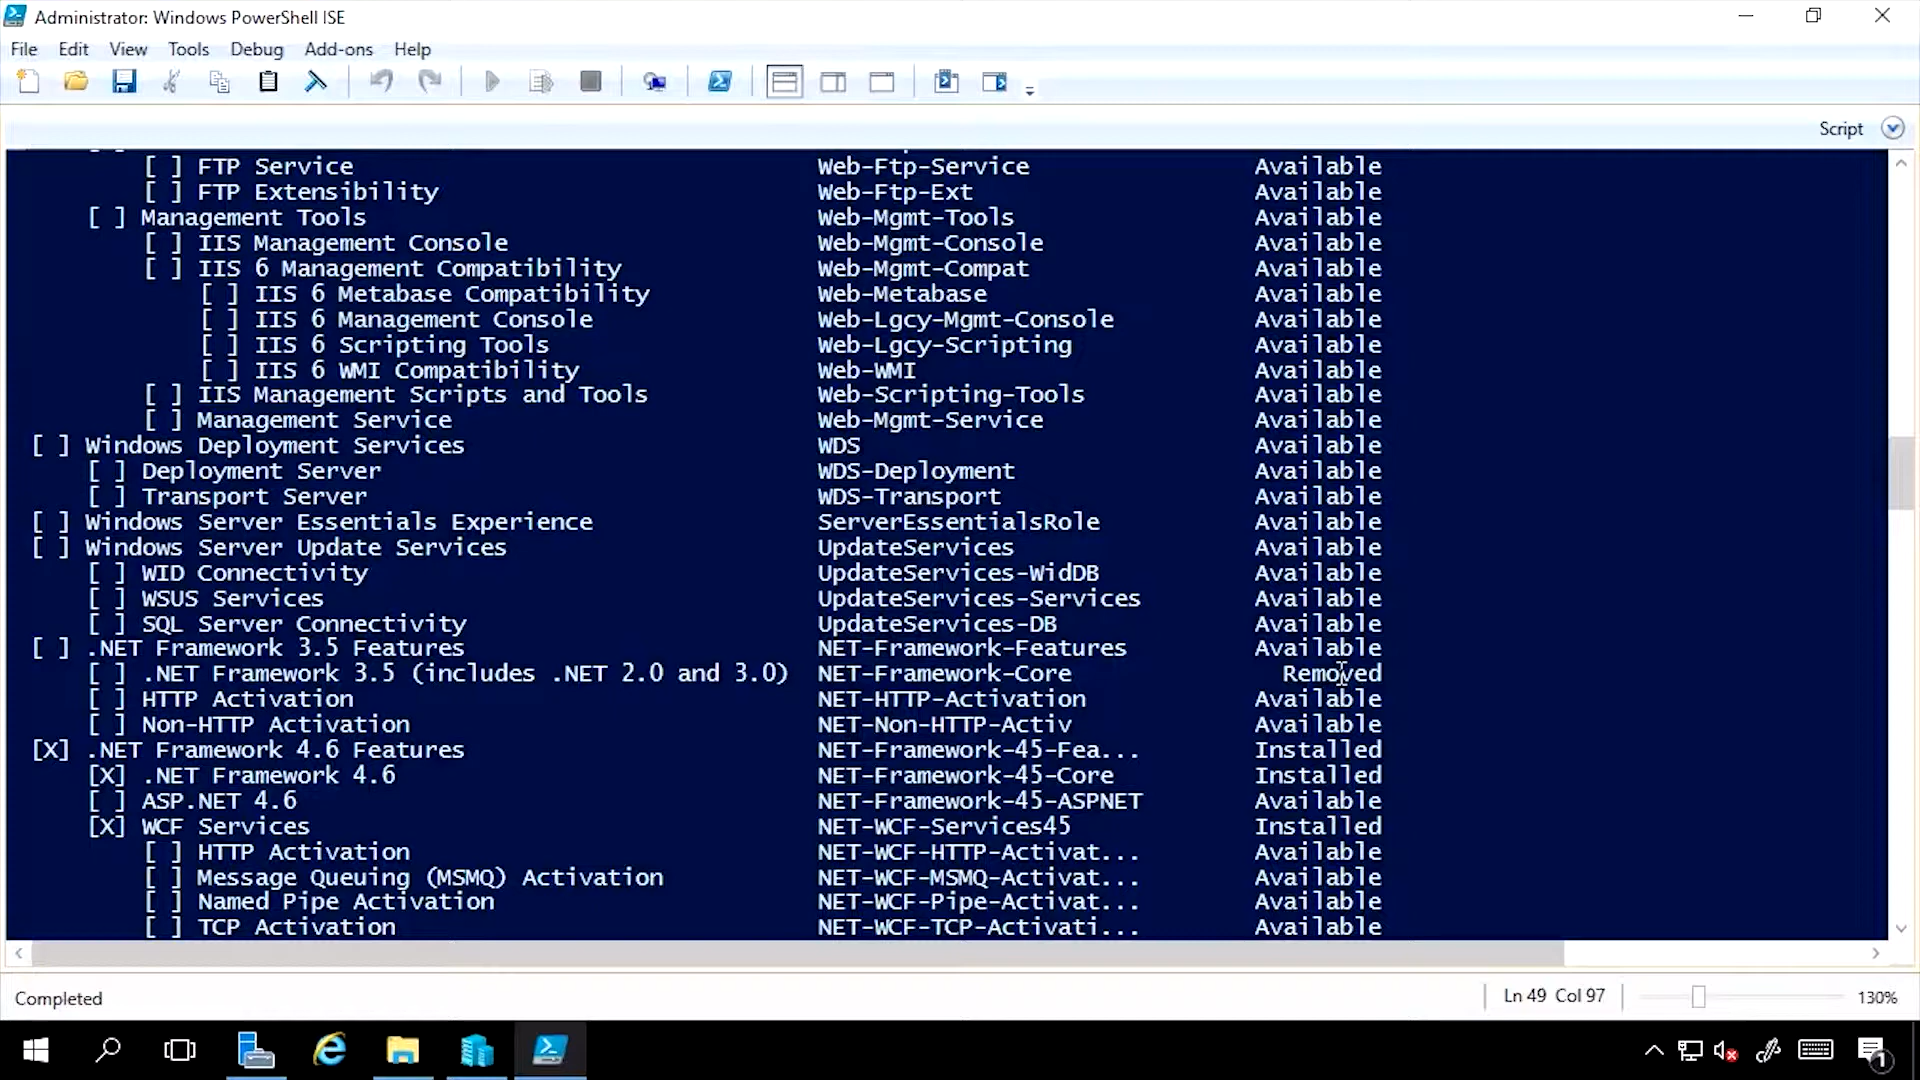 Administrator: Windows PowerShell ISE
File Edit View Tools Debug Add-ons Help
Script
[ ] FTP Service Web-Ftp-Service Available
[ ] FTP Extensibility Web-Ftp-Ext Available
[ ] Management Tools Web-Mgmt-Tools Available
[ ] IIS Management Console Web-Mgmt-Console Available
[ ] IIS 6 Management Compatibility Web-Mgmt-Compat Available
[ ] IIS 6 Metabase Compatibility Web-Metabase Available
[ ] IIS 6 Management Console Web-Lgcy-Mgmt-Console Available
[ ] IIS 6 Scripting Tools Web-Lgcy-Scripting Available
[ ] IIS 6 WMI Compatibility Web-WMI Available
[ ] IIS Management Scripts and Tools Web-Scripting-Tools Available
[ ] Management Service Web-Mgmt-Service Available
[ ] Windows Deployment Services WDS Available
[ ] Deployment Server WDS-Deployment Available
[ ] Transport Server WDS-Transport Available
[ ] Windows Server Essentials Experience ServerEssentialsRole Available
[ ] Windows Server Update Services UpdateServices Available
[ ] WID Connectivity UpdateServices-WidDB Available
[ ] WSUS Services UpdateServices-Services Available
[ ] SQL Server Connectivity UpdateServices-DB Available
[ ] .NET Framework 3.5 Features NET-Framework-Features Available
[ ] .NET Framework 3.5 (includes .NET 2.0 and 3.0) NET-Framework-Core Removed
[ ] HTTP Activation NET-HTTP-Activation Available
[ ] Non-HTTP Activation NET-Non-HTTP-Activ Available
[X] .NET Framework 4.6 Features NET-Framework-45-Fea... Installed
[X] .NET Framework 4.6 NET-Framework-45-Core Installed
[ ] ASP.NET 4.6 NET-Framework-45-ASPNET Available
[X] WCF Services NET-WCF-Services45 Installed
[ ] HTTP Activation NET-WCF-HTTP-Activat... Available
[ ] Message Queuing (MSMQ) Activation NET-WCF-MSMQ-Activat... Available
[ ] Named Pipe Activation NET-WCF-Pipe-Activat... Available
[ ] TCP Activation NET-WCF-TCP-Activati... Available
Completed Ln 49 Col 97 130%
1